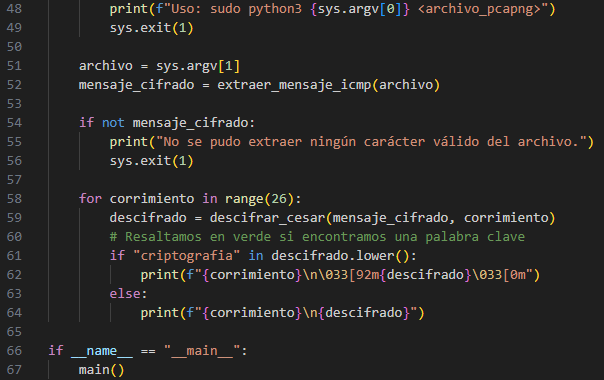 48 print(f"Uso: sudo python3 {sys.argv[0]} <archivo_pcapng>")
49 sys.exit(1)
50
51 archivo = sys.argv[1]
52 mensaje_cifrado = extraer_mensaje_icmp(archivo)
53
54 if not mensaje_cifrado:
55 print("No se pudo extraer ningún carácter válido del archivo.")
56 sys.exit(1)
57
58 for corrimiento in range(26):
59 descifrado = descifrar_cesar(mensaje_cifrado, corrimiento)
60 # Resaltamos en verde si encontramos una palabra clave
61 if "criptografia" in descifrado.lower():
62 print(f"{corrimiento}\n\033[92m{descifrado}\033[0m")
63 else:
64 print(f"{corrimiento}\n{descifrado}")
65
66 if __name__ == "__main__":
67 main()